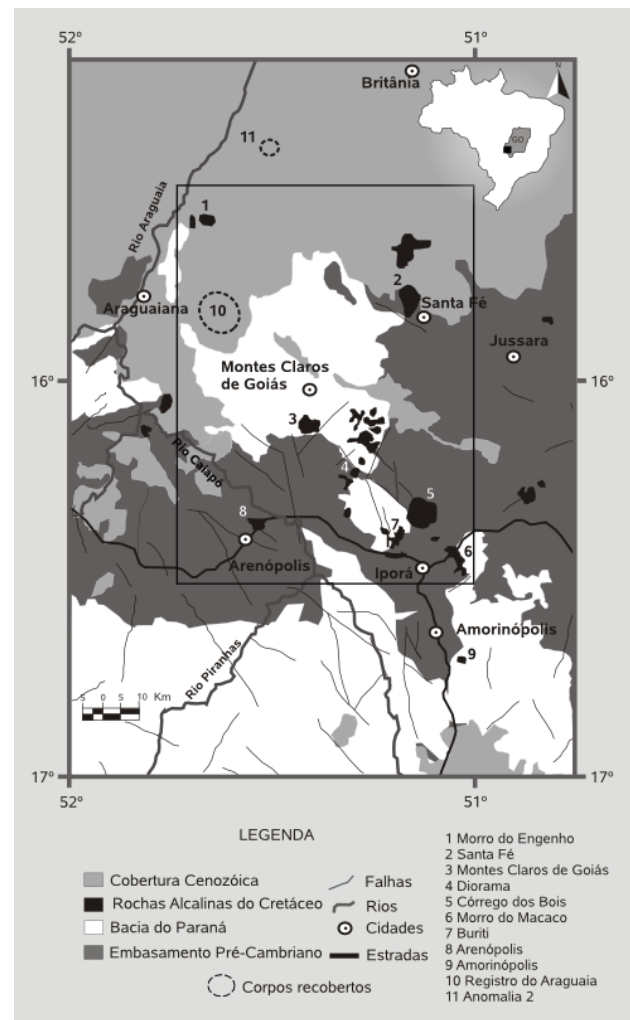 52°
51°
Britânia
N
GO
11
Rio Araguaia
1
2
Araguaiana
10
Santa Fé
Jussara
16°
16°
Montes Claros
de Goiás
3
Rio Caiapó
4
5
8
7
6
Arenópolis
Iporá
Amorinópolis
9
Rio Piranhas
5 0 5 10 Km
17°
17°
52°
51°
LEGENDA
Cobertura Cenozóica
Rochas Alcalinas do Cretáceo
Bacia do Paraná
Embasamento Pré-Cambriano
Falhas
Rios
Cidades
Estradas
Corpos recobertos
1 Morro do Engenho
2 Santa Fé
3 Montes Claros de Goiás
4 Diorama
5 Córrego dos Bois
6 Morro do Macaco
7 Buriti
8 Arenópolis
9 Amorinópolis
10 Registro do Araguaia
11 Anomalia 2